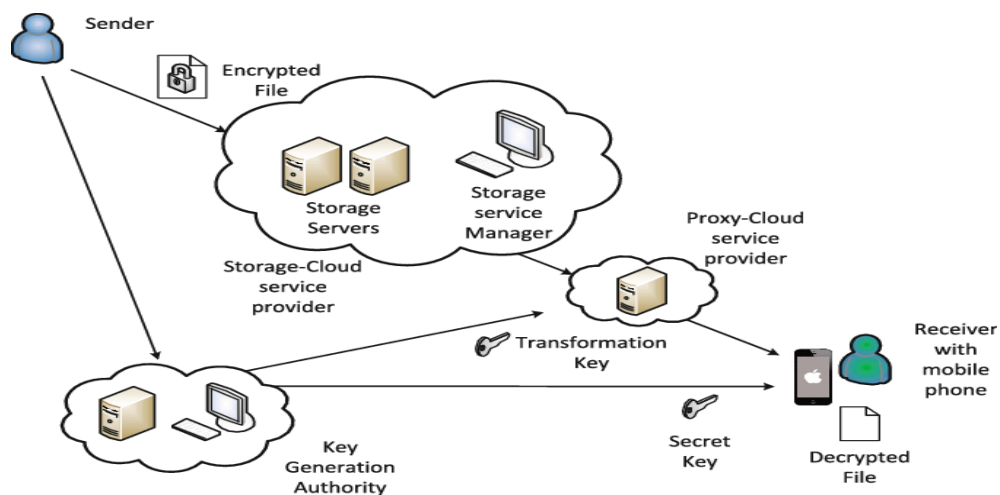 Sender
Encrypted
File
Storage
Servers
Storage
service
Manager
Storage-Cloud
service
provider
Proxy-Cloud
service
provider
Transformation
Key
Receiver
with
mobile
phone
Secret
Key
Decrypted
File
Key
Generation
Authority